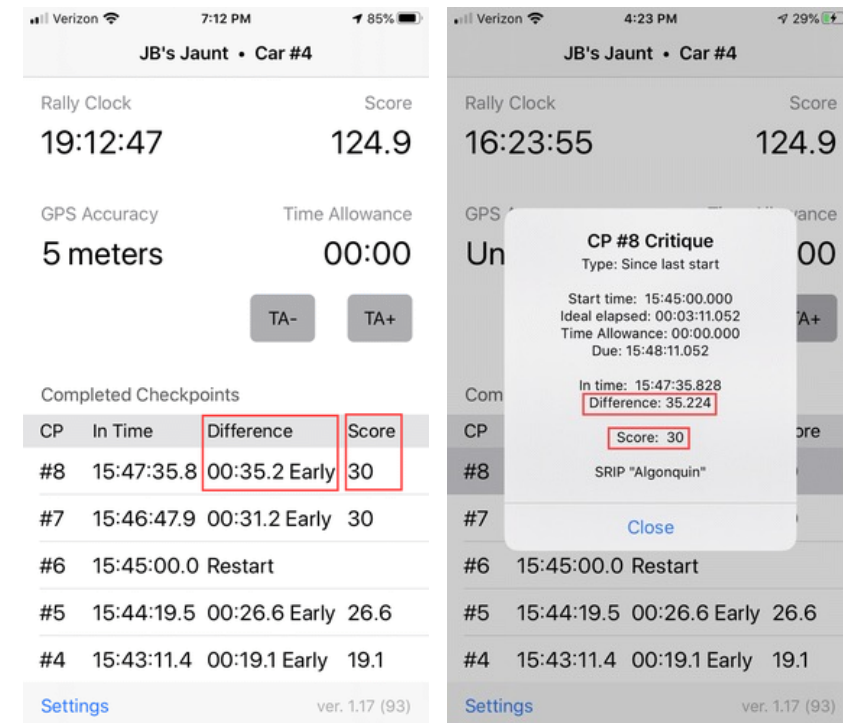 Verizon 7:12 PM 85%
JB's Jaunt • Car #4
Rally Clock Score
19:12:47 124.9
GPS Accuracy Time Allowance
5 meters 00:00
TA- TA+
Completed Checkpoints
CP In Time Difference Score
#8 15:47:35.8 00:35.2 Early 30
#7 15:46:47.9 00:31.2 Early 30
#6 15:45:00.0 Restart
#5 15:44:19.5 00:26.6 Early 26.6
#4 15:43:11.4 00:19.1 Early 19.1
Settings ver. 1.17 (93)
Verizon 4:23 PM 29%
JB's Jaunt • Car #4
Rally Clock Score
16:23:55 124.9
GPS
Un 00
TA+
CP #8 Critique
Type: Since last start
Start time: 15:45:00.000
Ideal elapsed: 00:03:11.052
Time Allowance: 00:00.000
Due: 15:48:11.052
In time: 15:47:35.828
Difference: 35.224
Score: 30
SRIP "Algonquin"
Close
Com
CP ore
#8
#7
#6 15:45:00.0 Restart
#5 15:44:19.5 00:26.6 Early 26.6
#4 15:43:11.4 00:19.1 Early 19.1
Settings ver. 1.17 (93)